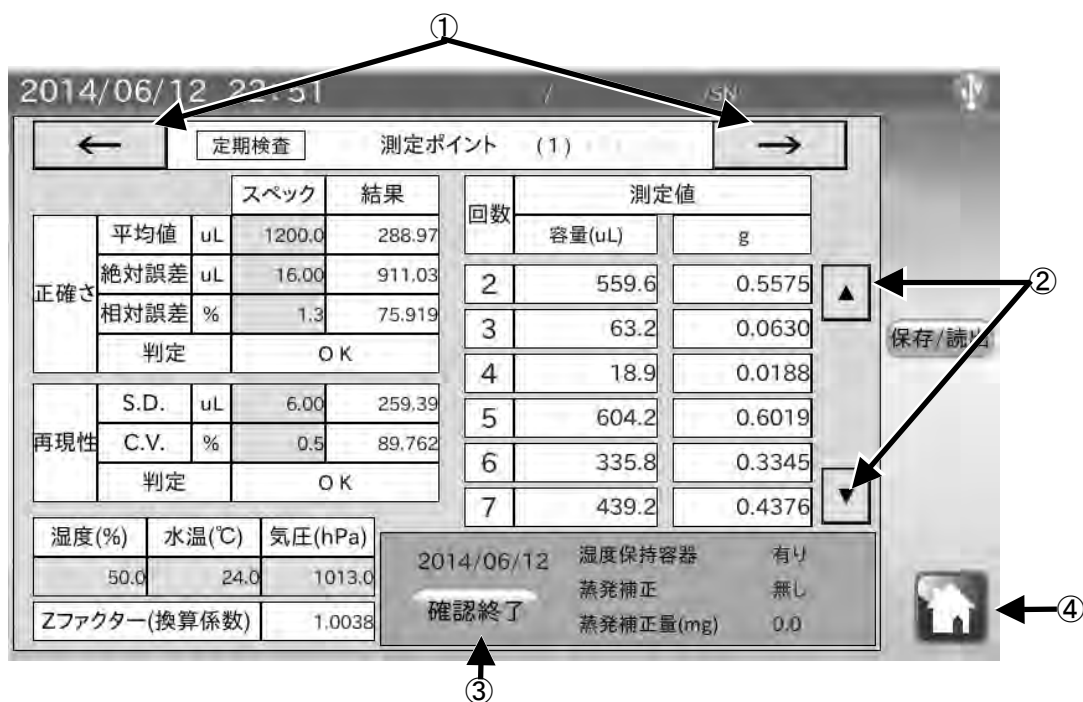 ①
2014/06/12 22:51 / /SN
← 定期検査 測定ポイント (1) →
スペック 結果
正確さ
平均値 uL 1200.0 288.97
絶対誤差 uL 16.00 911.03
相対誤差 % 1.3 75.919
判定 OK
再現性
S.D. uL 6.00 259.39
C.V. % 0.5 89.762
判定 OK
湿度(%) 水温(℃) 気圧(hPa)
50.0 24.0 1013.0
Zファクター(換算係数) 1.0038
回数 測定値
容量(uL) g
2 559.6 0.5575
3 63.2 0.0630
4 18.9 0.0188
5 604.2 0.6019
6 335.8 0.3345
7 439.2 0.4376
▲
▼
②
保存/読出
2014/06/12
確認終了
湿度保持容器 有り
蒸発補正 無し
蒸発補正量(mg) 0.0
③
④